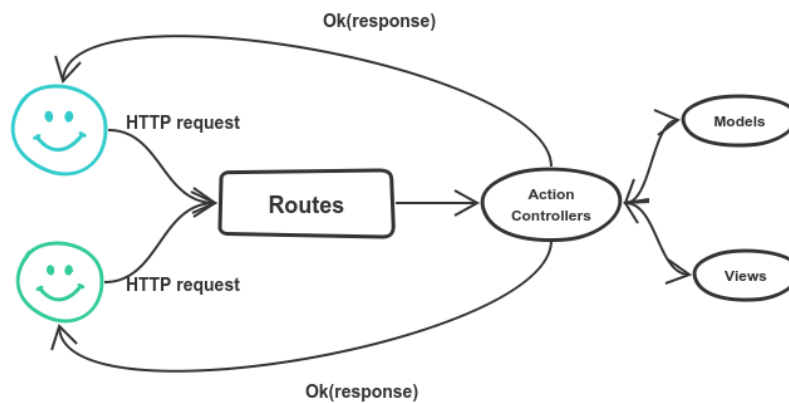 Ok(response)
HTTP request
Models
Routes
Action
Controllers
HTTP request
Views
Ok(response)